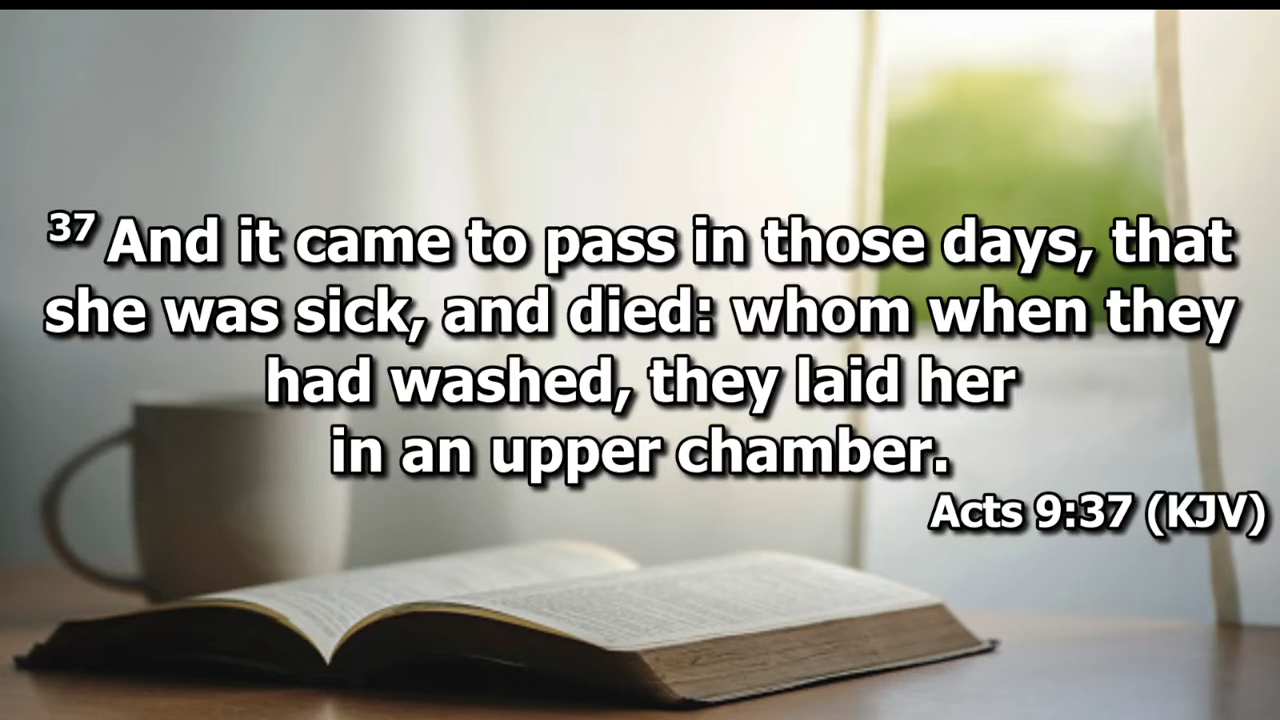 37 And it came to pass in those days, that
she was sick, and died: whom when they
had washed, they laid her
in an upper chamber.
Acts 9:37 (KJV)